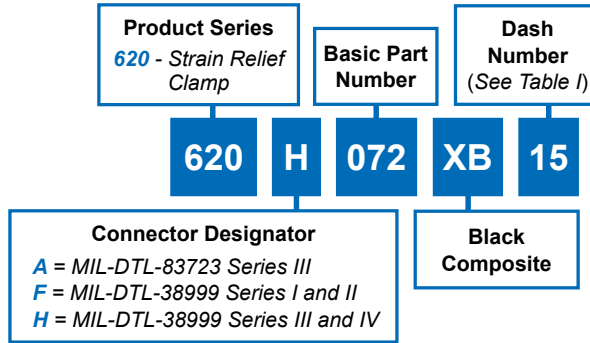 Product Series
620 - Strain Relief
Clamp
Basic Part
Number
Dash
Number
(See Table I)
620 H 072 XB 15
Connector Designator
A = MIL-DTL-83723 Series III
F = MIL-DTL-38999 Series I and II
H = MIL-DTL-38999 Series III and IV
Black
Composite